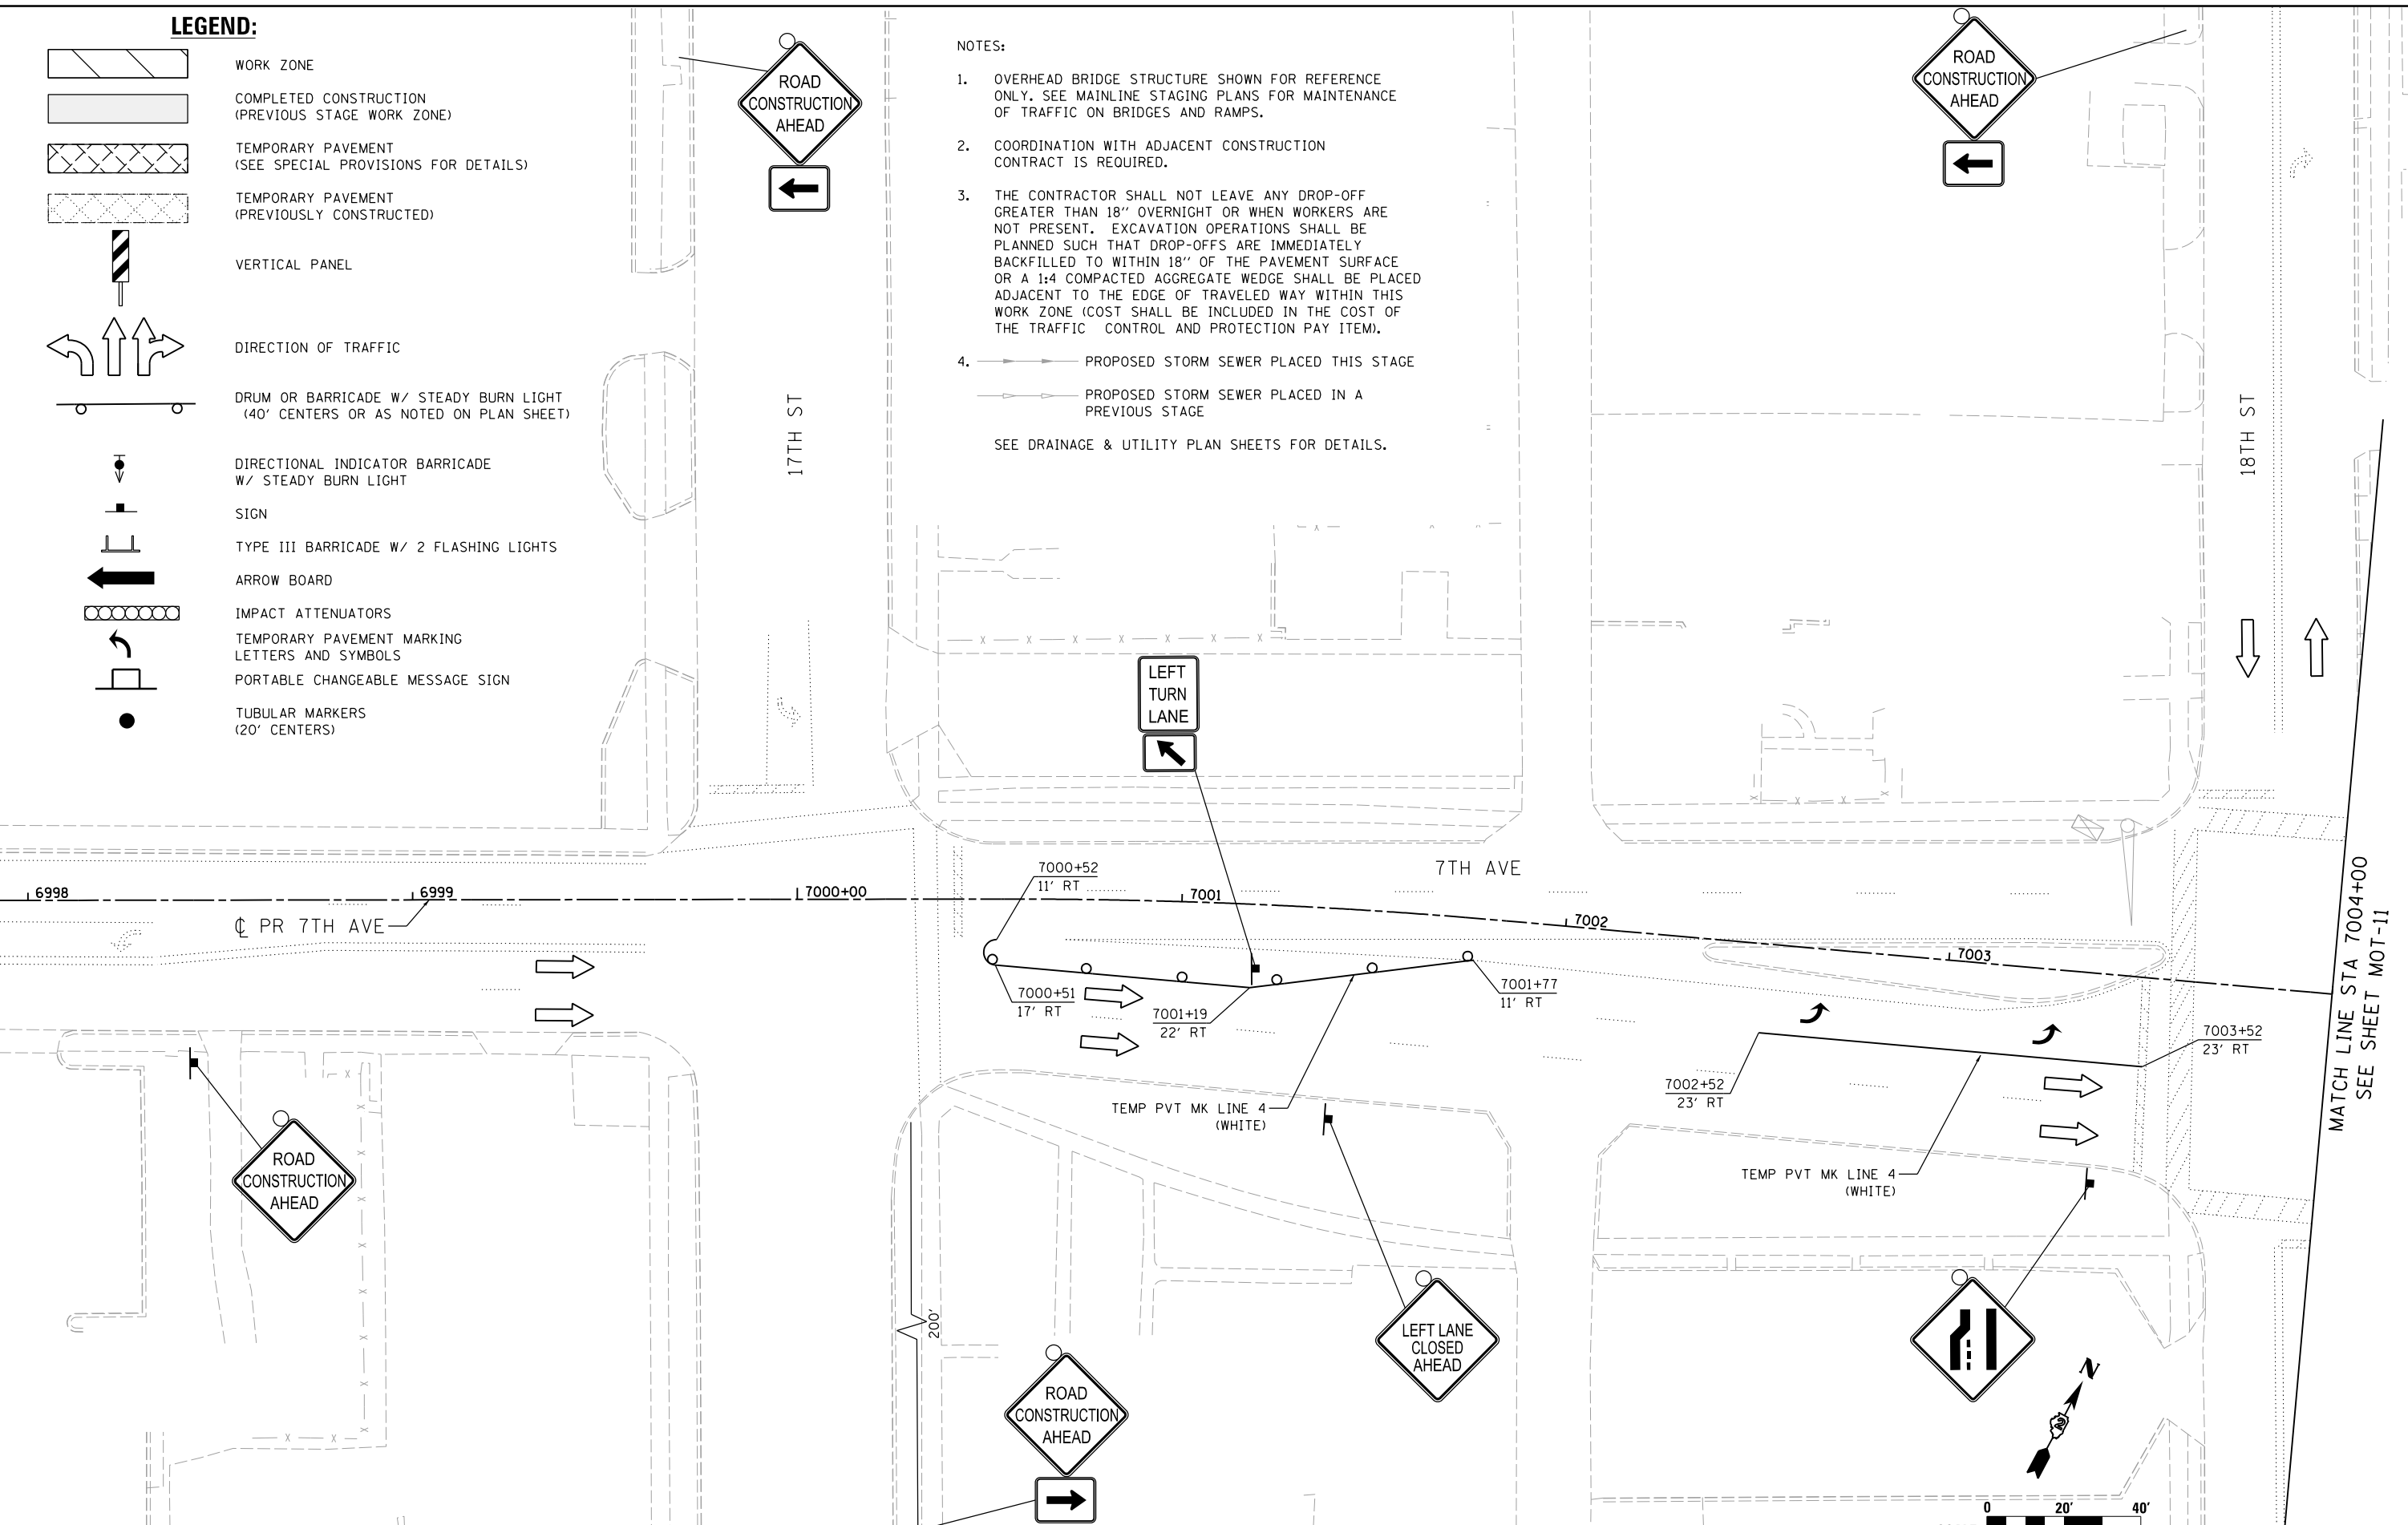 LEGEND:
WORK ZONE
COMPLETED CONSTRUCTION
(PREVIOUS STAGE WORK ZONE)
TEMPORARY PAVEMENT
(SEE SPECIAL PROVISIONS FOR DETAILS)
TEMPORARY PAVEMENT
(PREVIOUSLY CONSTRUCTED)
VERTICAL PANEL
DIRECTION OF TRAFFIC
DRUM OR BARRICADE W/ STEADY BURN LIGHT
(40' CENTERS OR AS NOTED ON PLAN SHEET)
DIRECTIONAL INDICATOR BARRICADE
W/ STEADY BURN LIGHT
SIGN
TYPE III BARRICADE W/ 2 FLASHING LIGHTS
ARROW BOARD
IMPACT ATTENUATORS
TEMPORARY PAVEMENT MARKING
LETTERS AND SYMBOLS
PORTABLE CHANGEABLE MESSAGE SIGN
TUBULAR MARKERS
(20' CENTERS)
ROAD
CONSTRUCTION
AHEAD
17TH ST
NOTES:
1. OVERHEAD BRIDGE STRUCTURE SHOWN FOR REFERENCE
ONLY. SEE MAINLINE STAGING PLANS FOR MAINTENANCE
OF TRAFFIC ON BRIDGES AND RAMPS.
2. COORDINATION WITH ADJACENT CONSTRUCTION
CONTRACT IS REQUIRED.
3. THE CONTRACTOR SHALL NOT LEAVE ANY DROP-OFF
GREATER THAN 18'' OVERNIGHT OR WHEN WORKERS ARE
NOT PRESENT. EXCAVATION OPERATIONS SHALL BE
PLANNED SUCH THAT DROP-OFFS ARE IMMEDIATELY
BACKFILLED TO WITHIN 18'' OF THE PAVEMENT SURFACE
OR A 1:4 COMPACTED AGGREGATE WEDGE SHALL BE PLACED
ADJACENT TO THE EDGE OF TRAVELED WAY WITHIN THIS
WORK ZONE (COST SHALL BE INCLUDED IN THE COST OF
THE TRAFFIC CONTROL AND PROTECTION PAY ITEM).
4. PROPOSED STORM SEWER PLACED THIS STAGE
PROPOSED STORM SEWER PLACED IN A
PREVIOUS STAGE
SEE DRAINAGE & UTILITY PLAN SHEETS FOR DETAILS.
ROAD
CONSTRUCTION
AHEAD
18TH ST
LEFT
TURN
LANE
7TH AVE
6998
6999
7000+00
7001
7002
7003
℄ PR 7TH AVE
7000+52
11' RT
7000+51
17' RT
7001+19
22' RT
7001+77
11' RT
7002+52
23' RT
7003+52
23' RT
TEMP PVT MK LINE 4
(WHITE)
TEMP PVT MK LINE 4
(WHITE)
MATCH LINE STA 7004+00
SEE SHEET MOT-11
ROAD
CONSTRUCTION
AHEAD
200'
ROAD
CONSTRUCTION
AHEAD
LEFT LANE
CLOSED
AHEAD
N
2
0 20' 40'